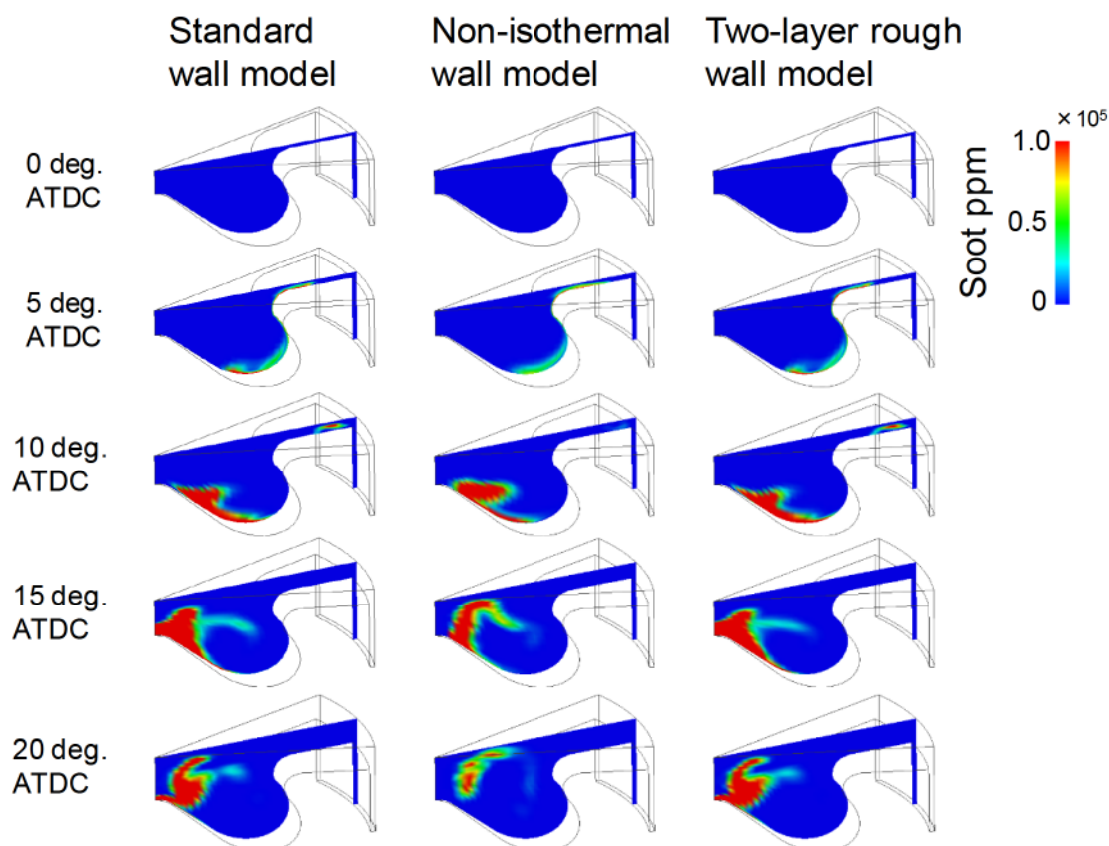 Standard
wall model
Non-isothermal
wall model
Two-layer rough
wall model
0 deg.
ATDC
5 deg.
ATDC
10 deg.
ATDC
15 deg.
ATDC
20 deg.
ATDC
× 10⁵
1.0
0.5
0
Soot ppm